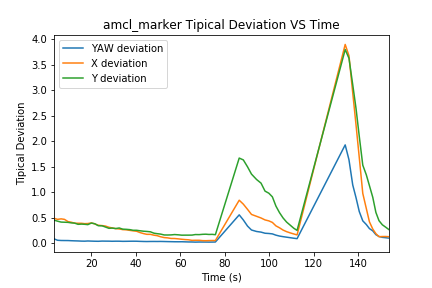 amcl_marker Tipical Deviation VS Time
YAW deviation
X deviation
Y deviation
Tipical Deviation
4.0
3.5
3.0
2.5
2.0
1.5
1.0
0.5
0.0
20 40 60 80 100 120 140
Time (s)